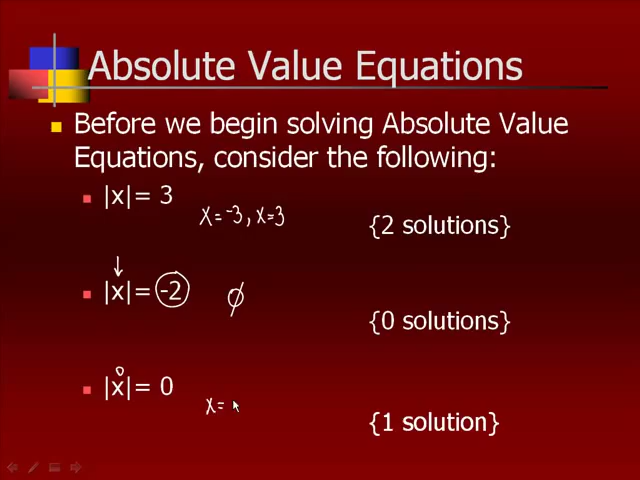 Absolute Value Equations
Before we begin solving Absolute Value
Equations, consider the following:
|x|= 3
x=-3, x=3
{2 solutions}
↓
|x|= -2
∅
{0 solutions}
0
|x|= 0
x=
{1 solution}